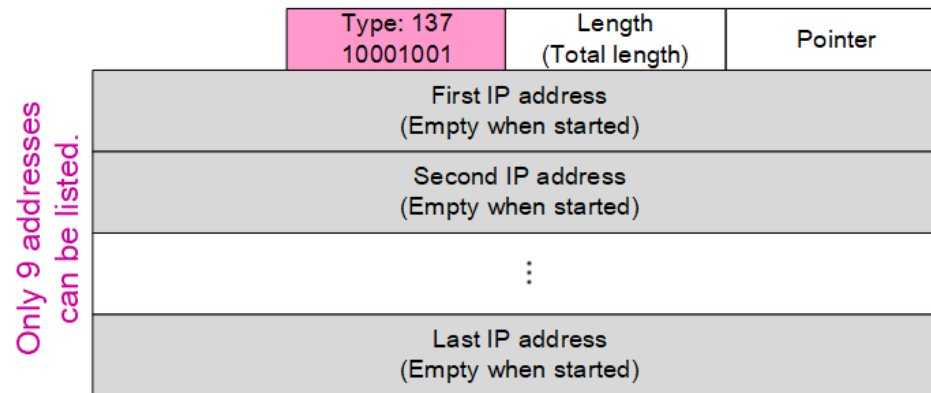 Type: 137
10001001
Length
(Total length)
Pointer
Only 9 addresses
can be listed.
First IP address
(Empty when started)
Second IP address
(Empty when started)
⋮
Last IP address
(Empty when started)